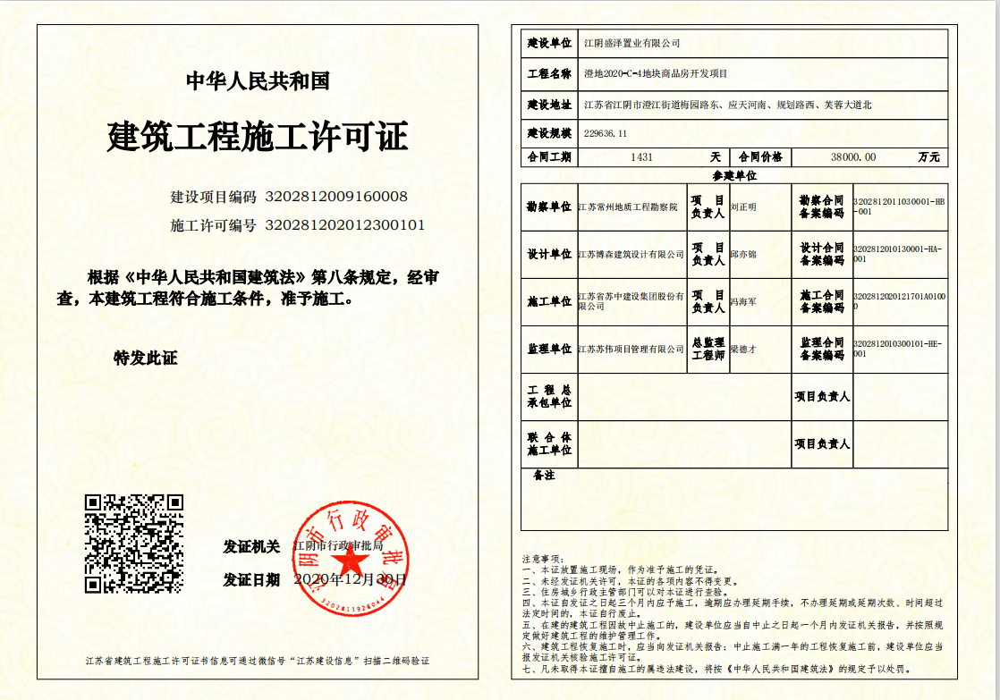 中华人民共和国
建筑工程施工许可证
建设项目编码 3202812009160008
施工许可编号 320281202012300101
根据《中华人民共和国建筑法》第八条规定，经审
查，本建筑工程符合施工条件，准予施工。
特发此证
发证机关 江阴市行政审批局
发证日期 2020年12月30日
江阴市行政审批局
江苏省建筑工程施工许可证书信息可通过微信号“江苏建设信息”扫描二维码验证
建设单位 江阴盛泽置业有限公司
工程名称 澄地2020-C-4地块商品房开发项目
建设地址 江苏省江阴市澄江街道梅园路东、应天河南、规划路西、芙蓉大道北
建设规模 229636.11
合同工期 1431 天 合同价格 38000.00 万元
参建单位
勘察单位 江苏常州地质工程勘察院 项目负责人 刘正明 勘察合同备案编码 3202812011030001-HB-001
设计单位 江苏博森建筑设计有限公司 项目负责人 邱亦锦 设计合同备案编码 3202812010130001-HA-001
施工单位 江苏省苏中建设集团股份有限公司 项目负责人 冯海军 施工合同备案编码 3202812020121701A01000
监理单位 江苏苏伟项目管理有限公司 总监理工程师 梁德才 监理合同备案编码 3202812010300101-HE-001
工程总承包单位 项目负责人
联合体施工单位 项目负责人
备注
注意事项：
一、本证放置施工现场，作为准予施工的凭证。
二、未经发证机关许可，本证的各项内容不得变更。
三、住房城乡行政主管部门可以对本证进行查验。
四、本证自发证之日起三个月内应予施工，逾期应办理延期手续，不办理延期或延期次数、时间超过
法定时间的，本证自行废止。
五、在建的建筑工程因故中止施工的，建设单位应当自中止之日起一个月内发证机关报告，并按照规
定做好建筑工程的维护管理工作。
六、建筑工程恢复施工时，应当向发证机关报告；中止施工满一年的工程恢复施工前，建设单位应当
报发证机关核验施工许可证。
七、凡未取得本证擅自施工的属违法建设，将按《中华人民共和国建筑法》的规定予以处罚。